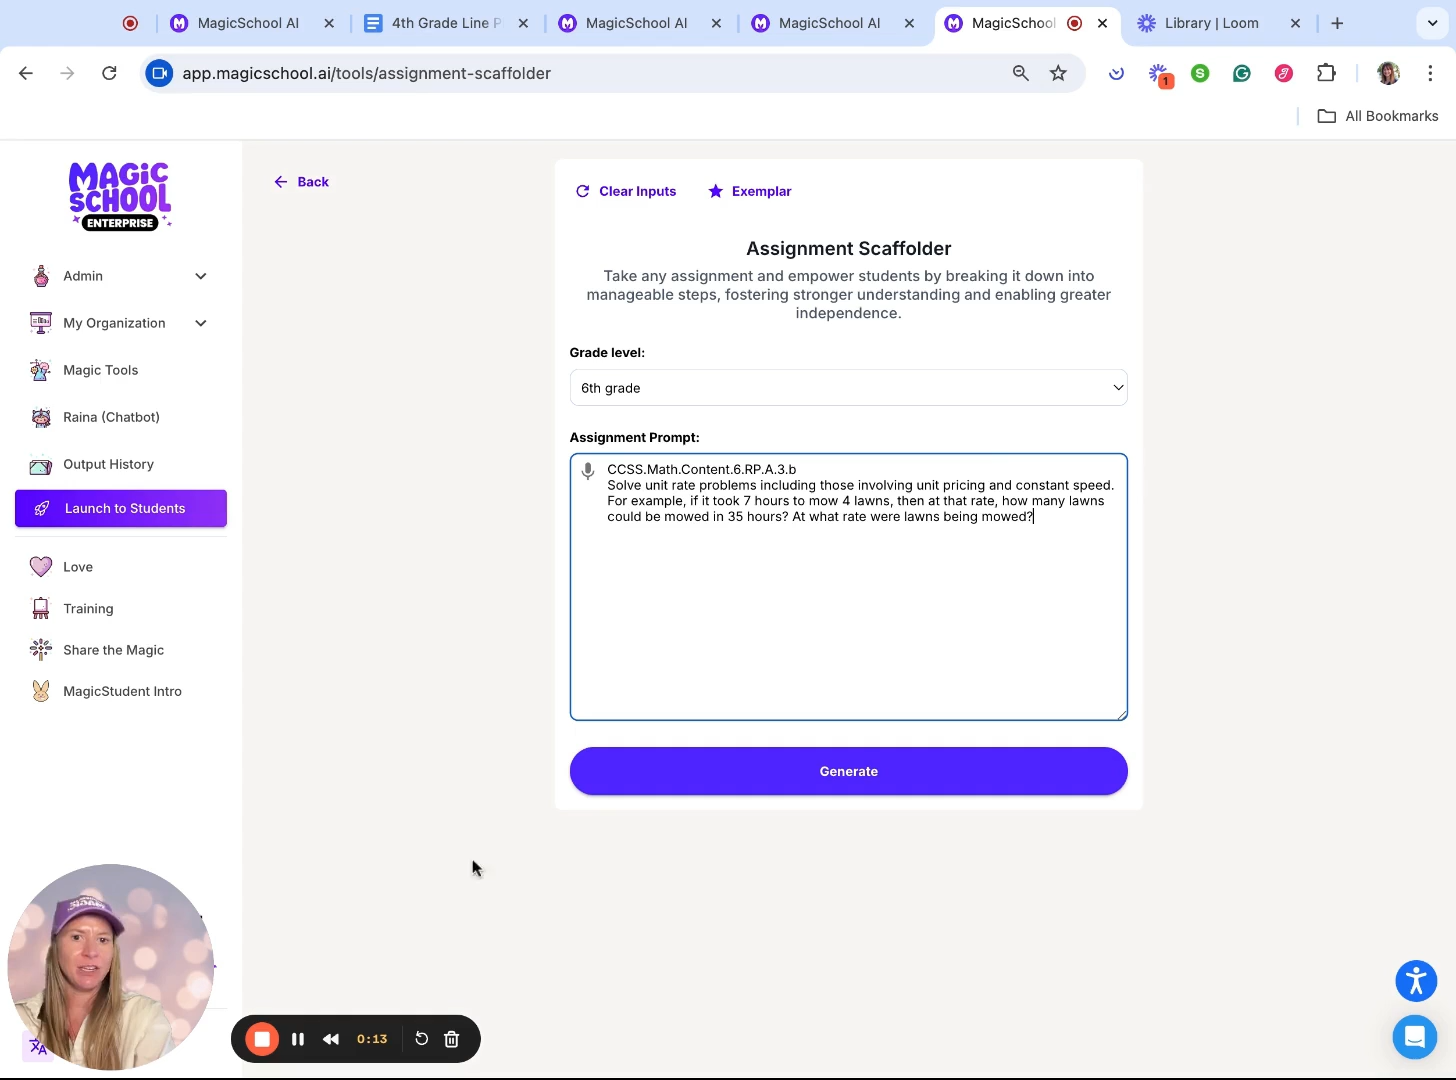 MagicSchool AI
4th Grade Line P
MagicSchool AI
MagicSchool AI
MagicSchool
Library | Loom
app.magicschool.ai/tools/assignment-scaffolder
1
All Bookmarks
MAGIC
SCHOOL
ENTERPRISE
Back
Clear Inputs
Exemplar
Admin
My Organization
Magic Tools
Raina (Chatbot)
Output History
Launch to Students
Love
Training
Share the Magic
MagicStudent Intro
Assignment Scaffolder
Take any assignment and empower students by breaking it down into
manageable steps, fostering stronger understanding and enabling greater
independence.
Grade level:
6th grade
Assignment Prompt:
CCSS.Math.Content.6.RP.A.3.b
Solve unit rate problems including those involving unit pricing and constant speed.
For example, if it took 7 hours to mow 4 lawns, then at that rate, how many lawns
could be mowed in 35 hours? At what rate were lawns being mowed?
Generate
0:13